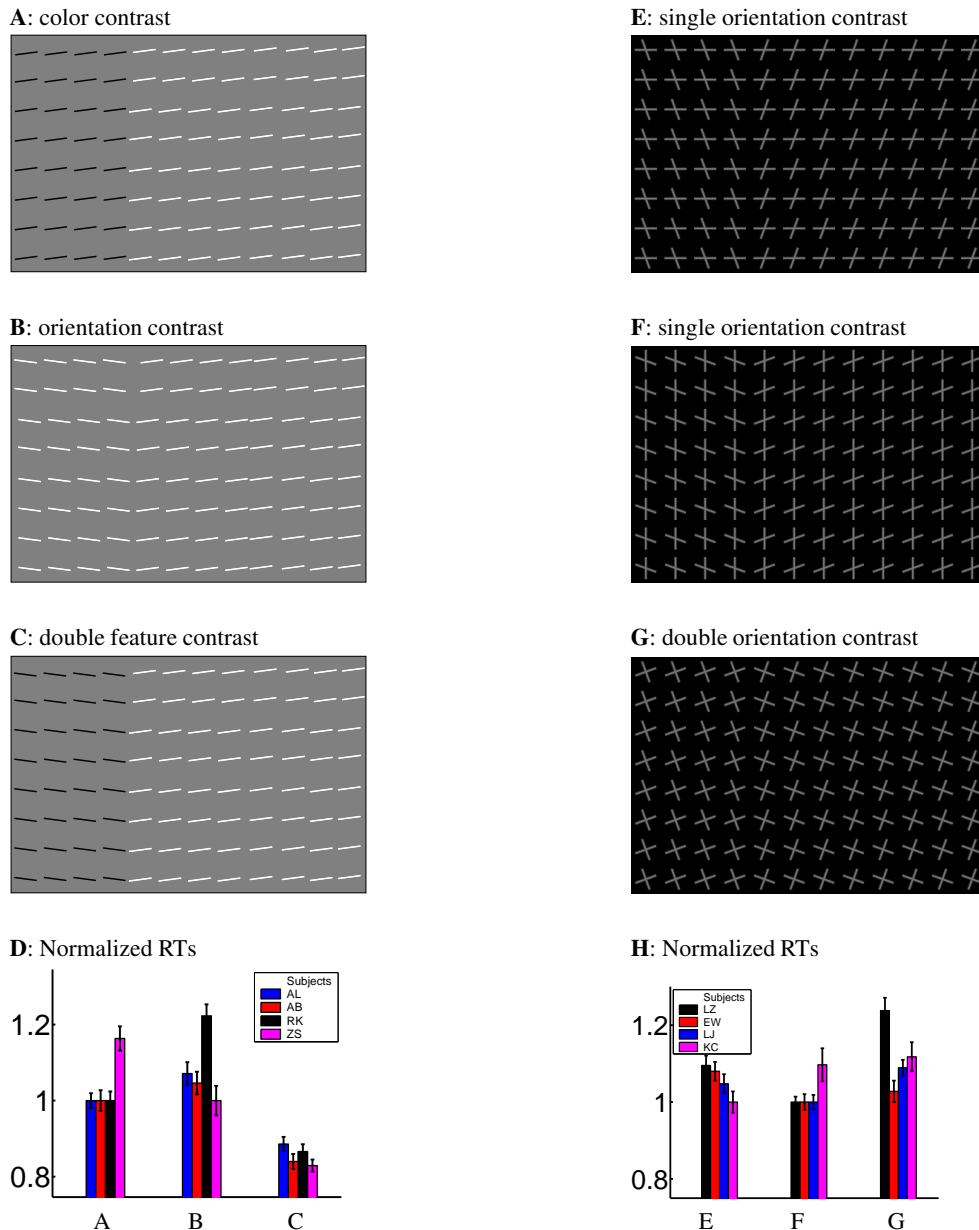 A: color contrast
B: orientation contrast
C: double feature contrast
D: Normalized RTs
Subjects
AL
AB
RK
ZS
1.2
1
0.8
A B C
E: single orientation contrast
F: single orientation contrast
G: double orientation contrast
H: Normalized RTs
Subjects
LZ
EW
LJ
KC
1.2
1
0.8
E F G